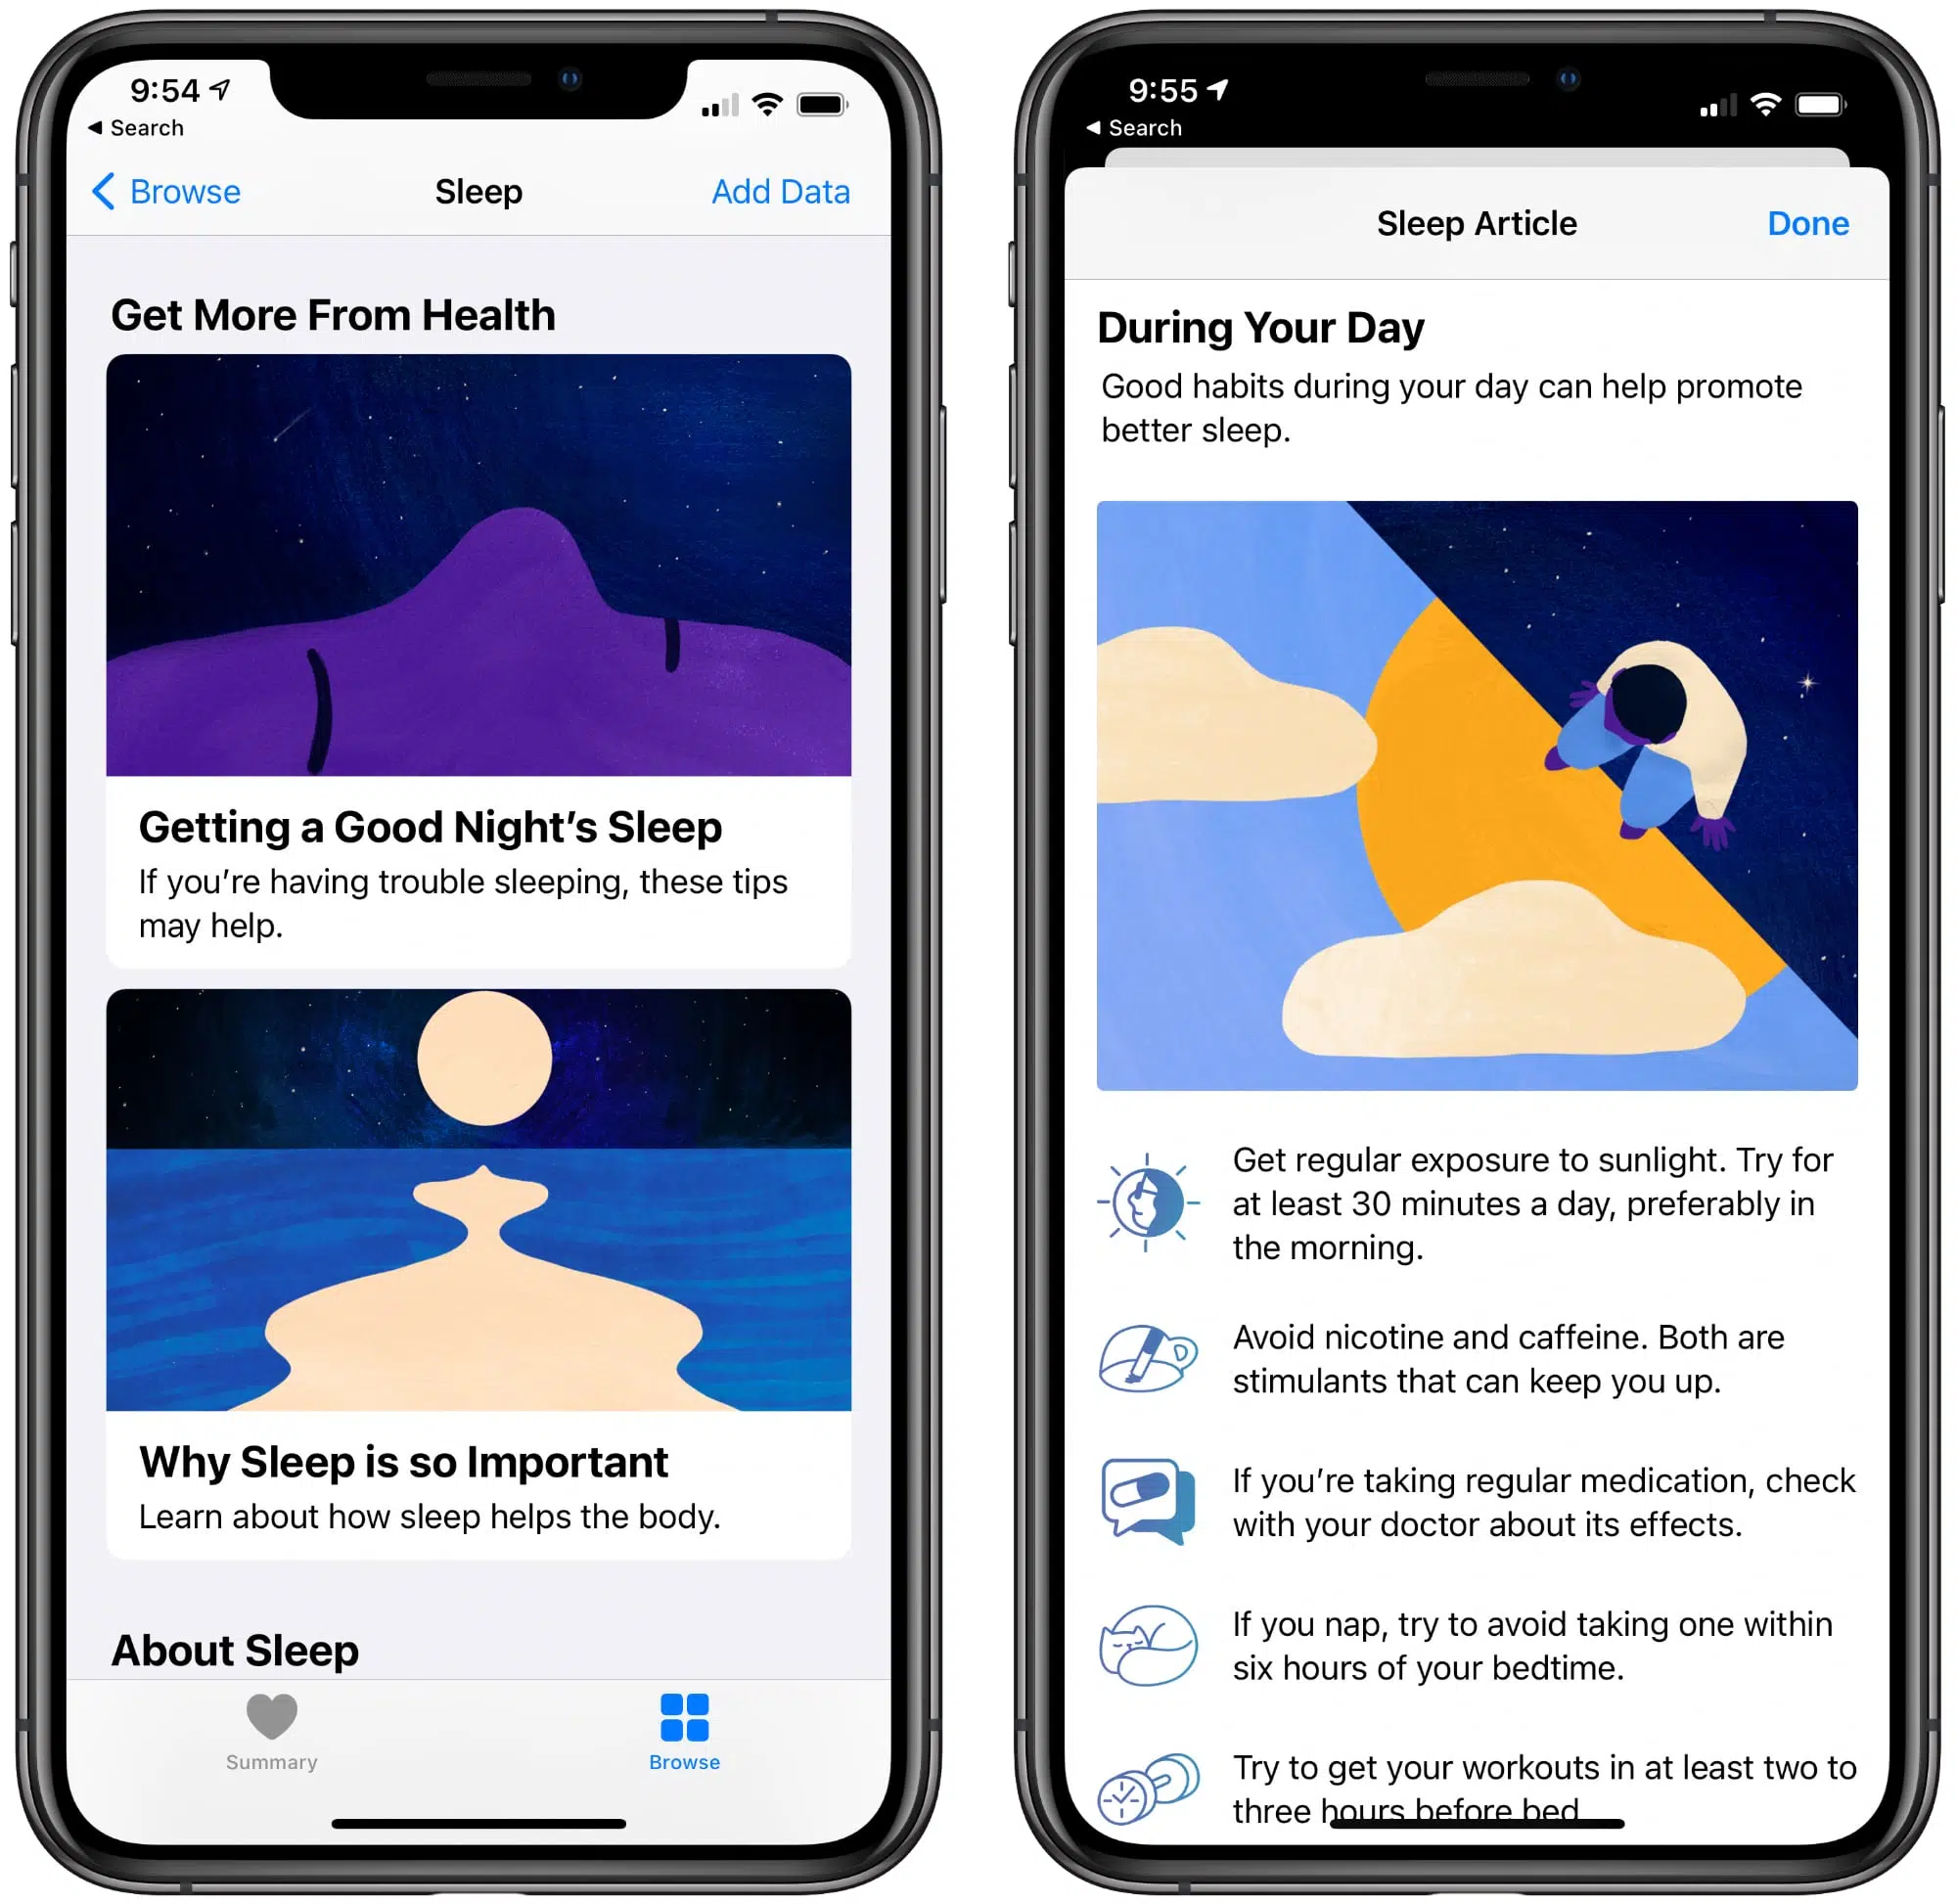 9:54
◀ Search
Browse
Sleep
Add Data
Get More From Health
Getting a Good Night's Sleep
If you're having trouble sleeping, these tips
may help.
Why Sleep is so Important
Learn about how sleep helps the body.
About Sleep
Summary
Browse
9:55
◀ Search
Sleep Article
Done
During Your Day
Good habits during your day can help promote
better sleep.
Get regular exposure to sunlight. Try for
at least 30 minutes a day, preferably in
the morning.
Avoid nicotine and caffeine. Both are
stimulants that can keep you up.
If you're taking regular medication, check
with your doctor about its effects.
If you nap, try to avoid taking one within
six hours of your bedtime.
Try to get your workouts in at least two to
three hours before bed